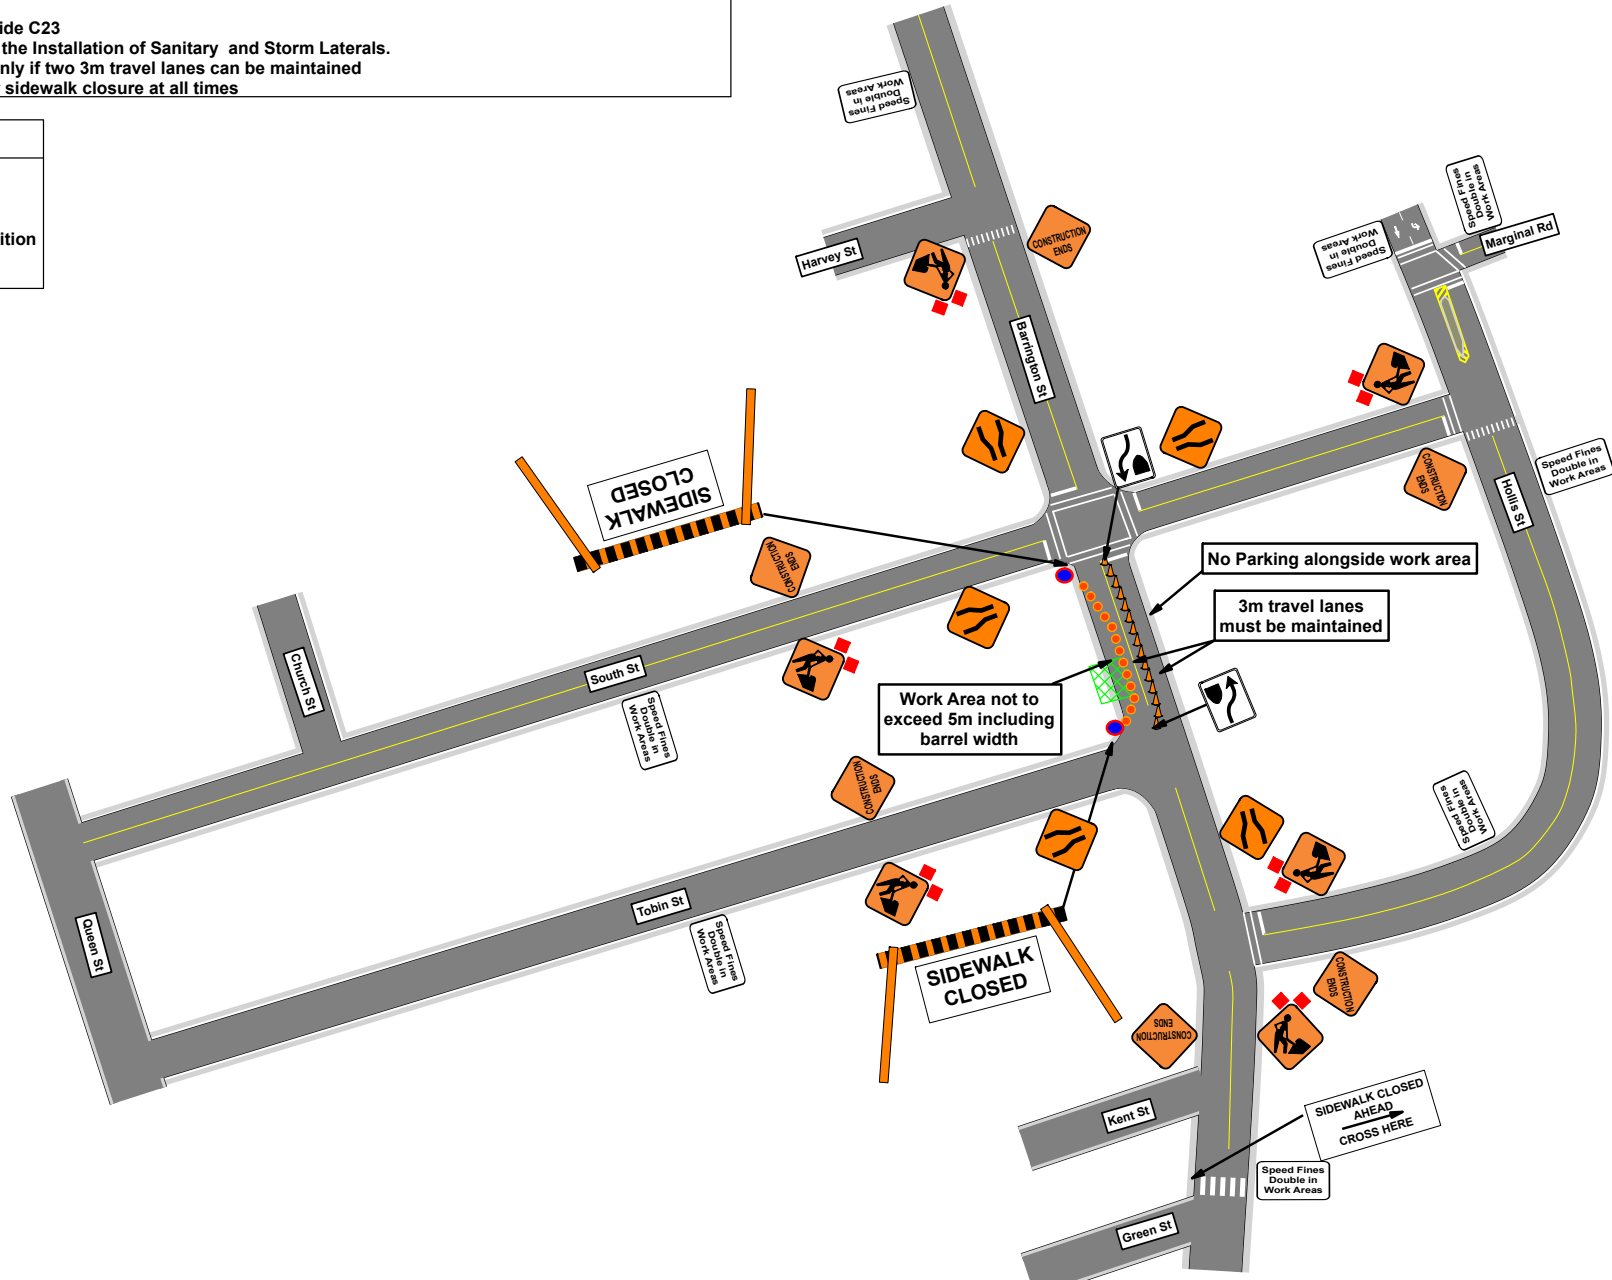 ide C23
the Installation of Sanitary and Storm Laterals.
nly if two 3m travel lanes can be maintained
sidewalk closure at all times
ition
Speed Fines
Double in
Work Areas
Speed Fines
Double in
Work Areas
Speed Fines
Double in
Work Areas
Marginal Rd
Harvey St
CONSTRUCTION
ENDS
Barrington St
SIDEWALK
CLOSED
CONSTRUCTION
ENDS
Speed Fines
Double in
Work Areas
Hollis St
CONSTRUCTION
ENDS
No Parking alongside work area
3m travel lanes
must be maintained
Church St
South St
Speed Fines
Double in
Work Areas
Work Area not to
exceed 5m including
barrel width
CONSTRUCTION
ENDS
Speed Fines
Double in
Work Areas
Queen St
Tobin St
Speed Fines
Double in
Work Areas
SIDEWALK
CLOSED
CONSTRUCTION
ENDS
CONSTRUCTION
ENDS
Kent St
SIDEWALK CLOSED
AHEAD
CROSS HERE
Speed Fines
Double in
Work Areas
Green St